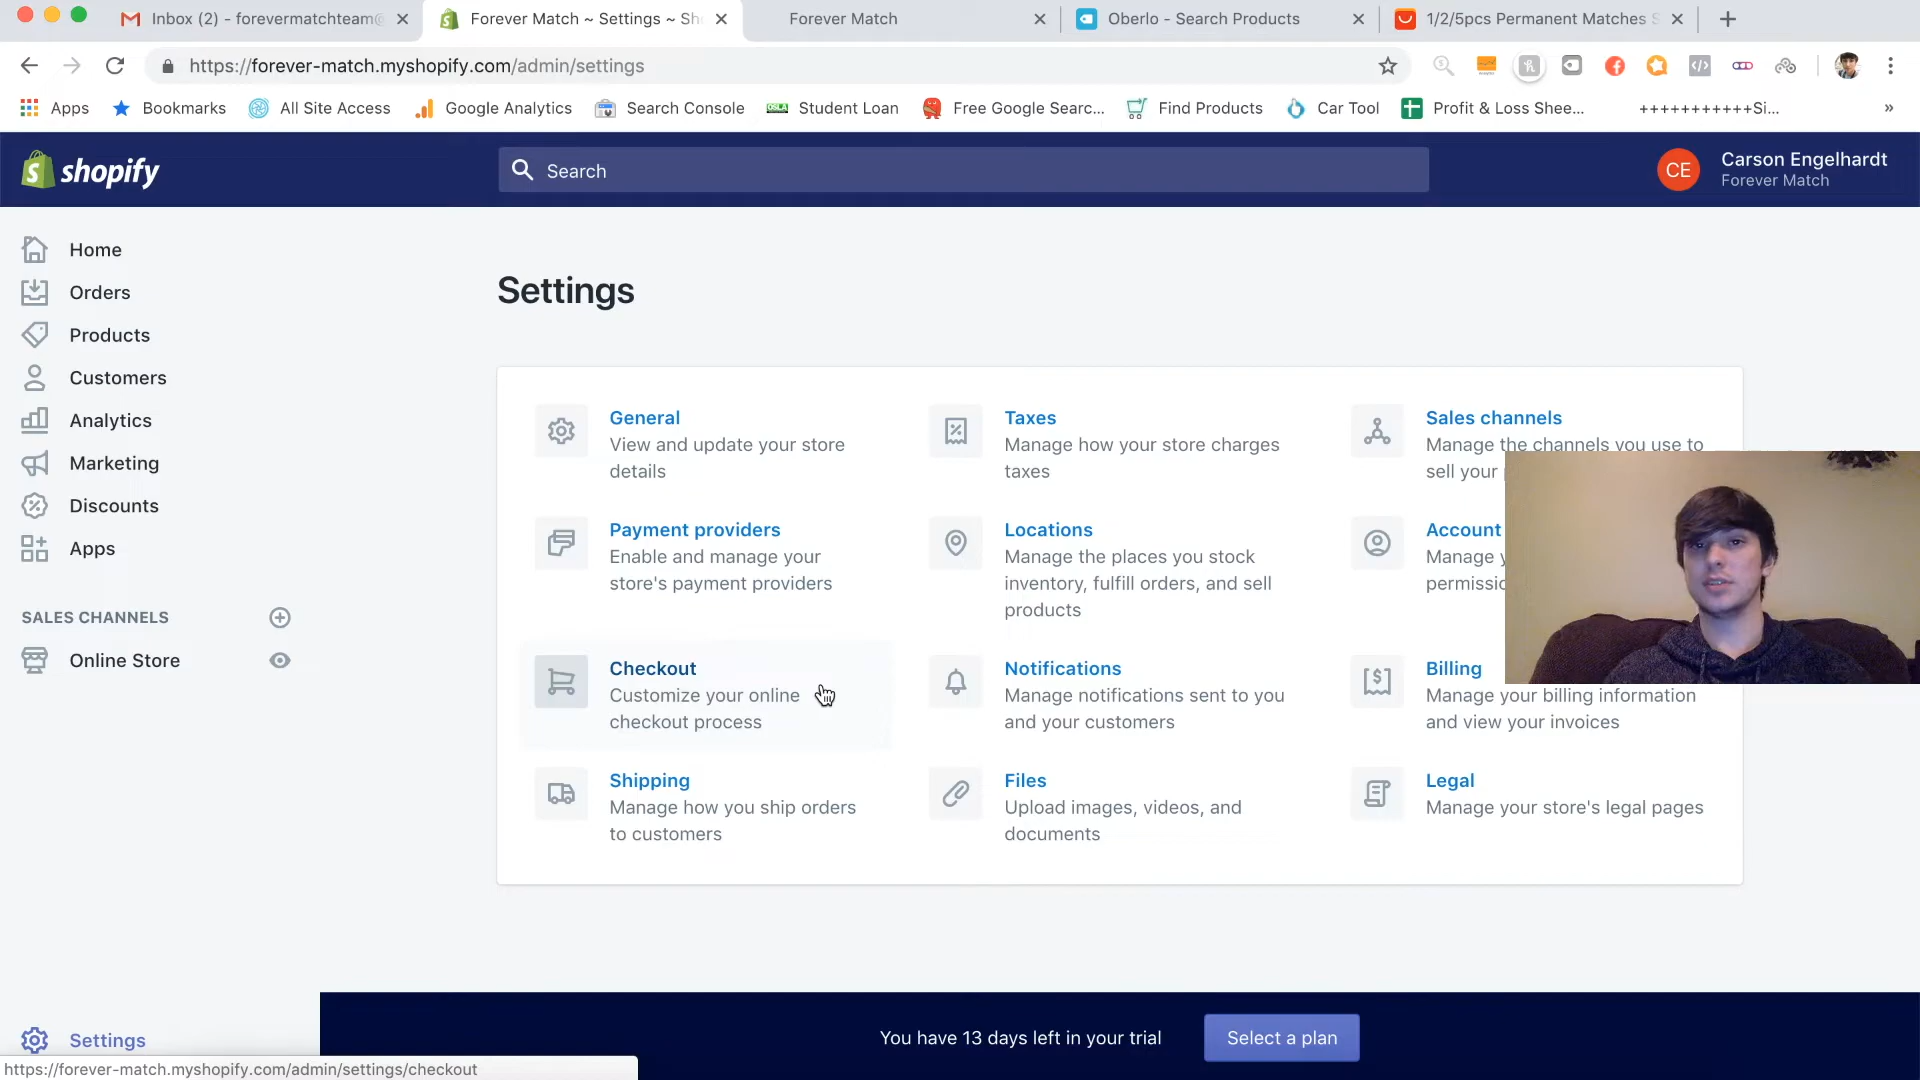 Inbox (2) - forevermatchteam@
Forever Match ~ Settings ~ Sh
Forever Match
Oberlo - Search Products
1/2/5pcs Permanent Matches S
https://forever-match.myshopify.com/admin/settings
Apps
Bookmarks
All Site Access
Google Analytics
Search Console
Student Loan
Free Google Searc...
Find Products
Car Tool
Profit & Loss Shee...
+++++++++++Si...
»
shopify
Search
CE
Carson Engelhardt
Forever Match
Home
Orders
Products
Customers
Analytics
Marketing
Discounts
Apps
SALES CHANNELS
Online Store
Settings
Settings
General
View and update your store
details
Taxes
Manage how your store charges
taxes
Sales channels
Manage the channels you use to
sell your
Payment providers
Enable and manage your
store's payment providers
Locations
Manage the places you stock
inventory, fulfill orders, and sell
products
Account
Manage y
permissio
Checkout
Customize your online
checkout process
Notifications
Manage notifications sent to you
and your customers
Billing
Manage your billing information
and view your invoices
Shipping
Manage how you ship orders
to customers
Files
Upload images, videos, and
documents
Legal
Manage your store's legal pages
You have 13 days left in your trial
Select a plan
https://forever-match.myshopify.com/admin/settings/checkout